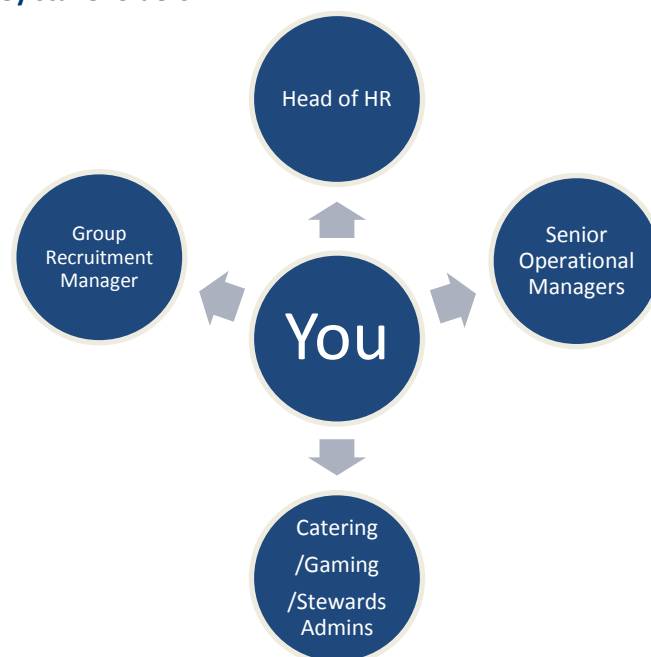 Head of HR
Group
Recruitment
Manager
Senior
Operational
Managers
You
Catering
/Gaming
/Stewards
Admins